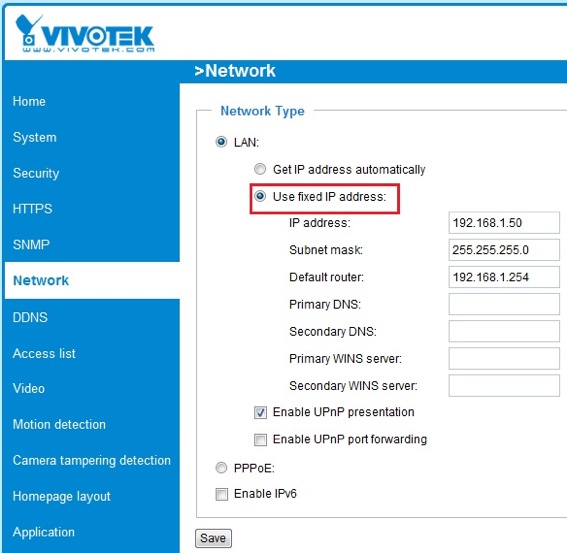 VIVOTEK
www.vivotek.com
>Network
Home
System
Security
HTTPS
SNMP
Network
DDNS
Access list
Video
Motion detection
Camera tampering detection
Homepage layout
Application
Network Type
LAN:
Get IP address automatically
Use fixed IP address:
IP address: 192.168.1.50
Subnet mask: 255.255.255.0
Default router: 192.168.1.254
Primary DNS:
Secondary DNS:
Primary WINS server:
Secondary WINS server:
Enable UPnP presentation
Enable UPnP port forwarding
PPPoE:
Enable IPv6
Save